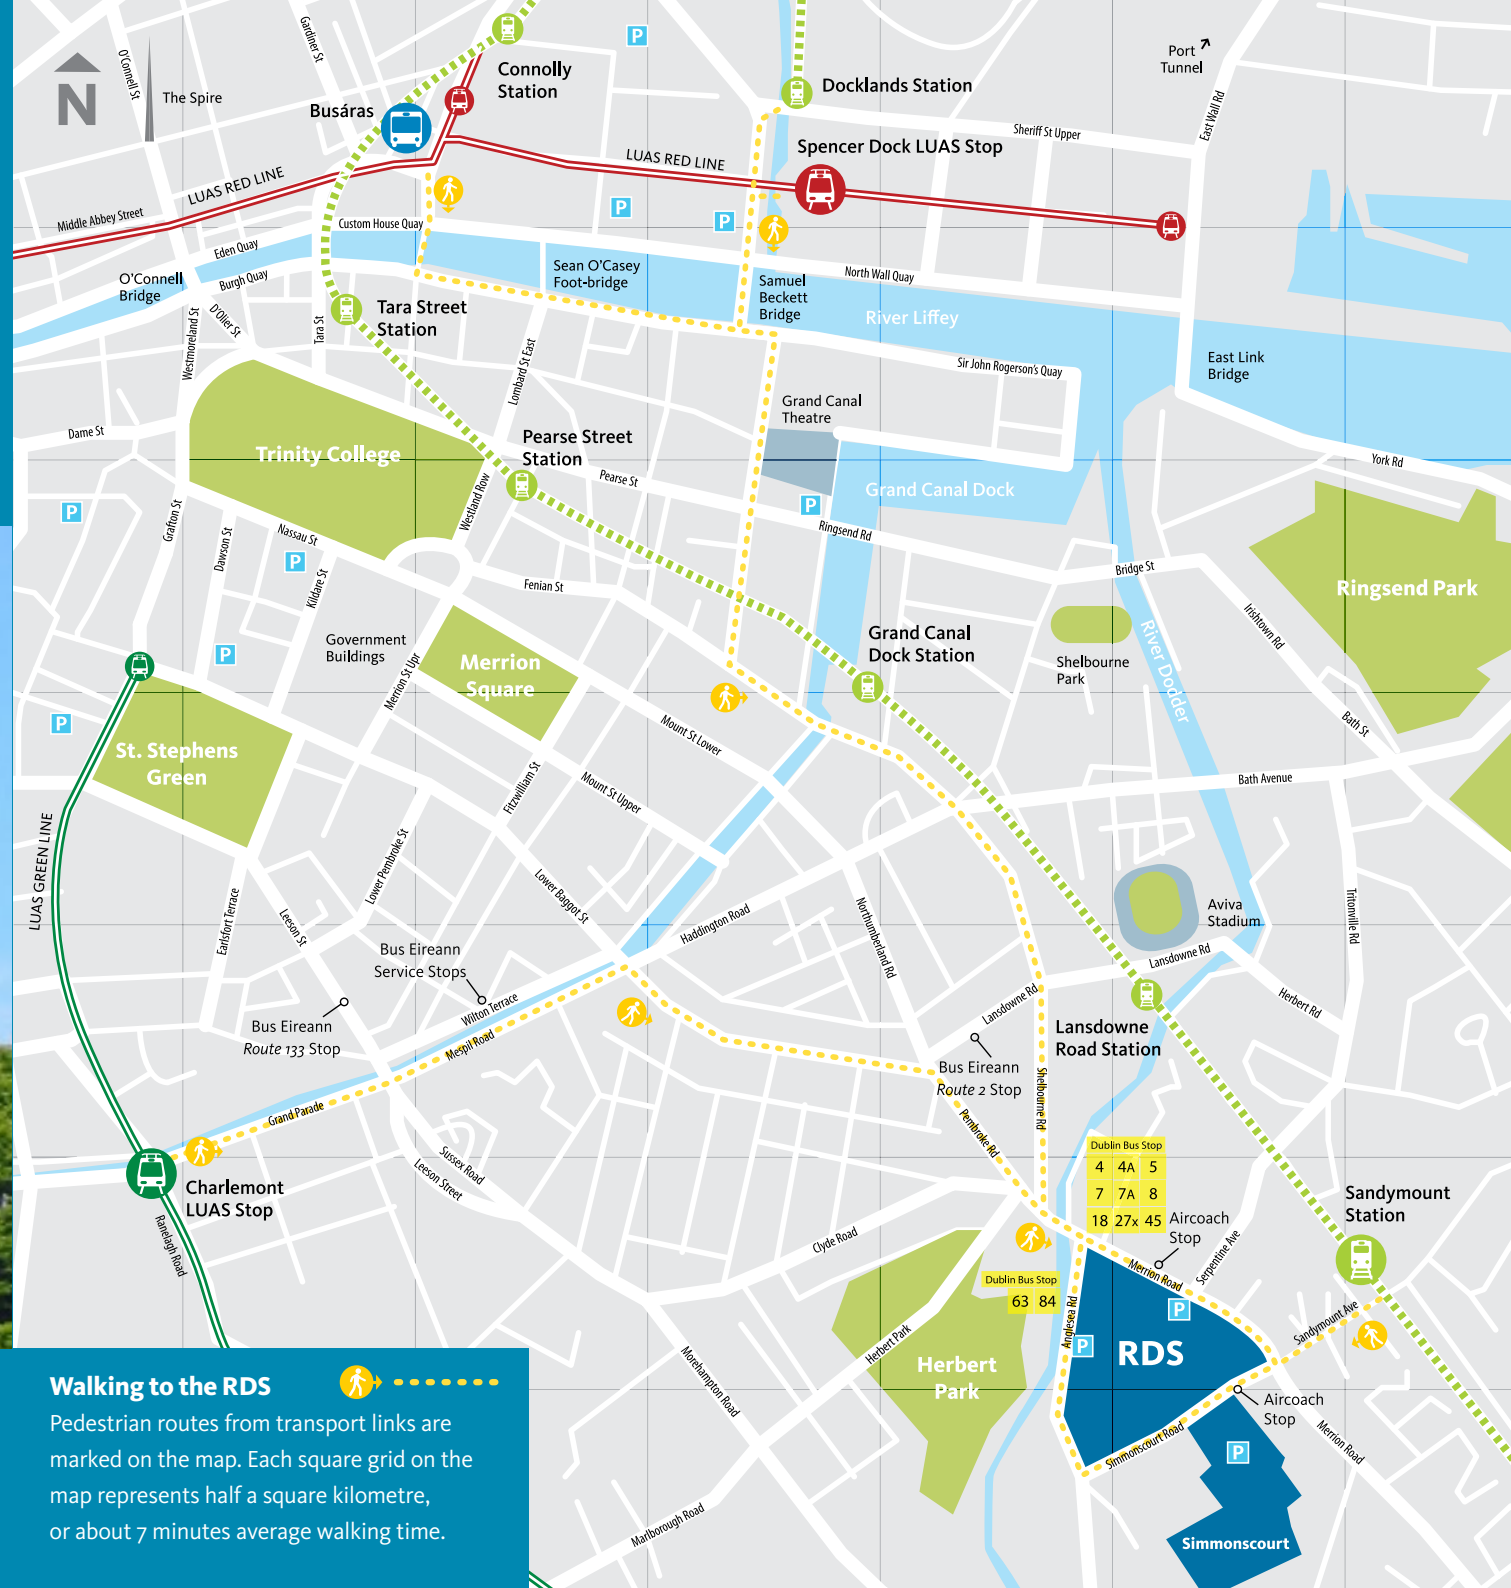 N
O'Connell St
The Spire
Gardiner St
P
Connolly
Station
Busáras
Docklands Station
Port
Tunnel
East Wall Rd
Sheriff St Upper
Spencer Dock LUAS Stop
LUAS RED LINE
LUAS RED LINE
Middle Abbey Street
P
P
Custom House Quay
Eden Quay
Burgh Quay
O'Connell
Bridge
Sean O'Casey
Foot-bridge
North Wall Quay
Samuel
Beckett
Bridge
River Liffey
D'Olier St
Westmoreland St
Tara St
Tara Street
Station
Lombard St East
Sir John Rogerson's Quay
East Link
Bridge
Grand Canal
Theatre
Dame St
Trinity College
Pearse Street
Station
Pearse St
York Rd
Grand Canal Dock
P
P
Grafton St
Dawson St
Nassau St
P
Kildare St
Westland Row
Ringsend Rd
Bridge St
Fenian St
Ringsend Park
Irishtown Rd
River Dodder
Shelbourne
Park
Grand Canal
Dock Station
Government
Buildings
P
Merrion St Upr
Merrion
Square
P
St. Stephens
Green
Mount St Lower
Bath St
Bath Avenue
Mount St Upper
Fitzwilliam St
LUAS GREEN LINE
Lower Pembroke St
Lower Baggot St
Earlsfort Terrace
Leeson St
Haddington Road
Northumberland Rd
Aviva
Stadium
Tritonville Rd
Lansdowne Rd
Bus Eireann
Service Stops
Wilton Terrace
Mespil Road
Bus Eireann
Route 133 Stop
Lansdowne Rd
Herbert Rd
Lansdowne
Road Station
Bus Eireann
Route 2 Stop
Shelbourne Rd
Pembroke Rd
Grand Parade
Charlemont
LUAS Stop
Ranelagh Road
Sussex Road
Leeson Street
Dublin Bus Stop
4 4A 5
7 7A 8
18 27x 45
Aircoach
Stop
Sandymount
Station
Serpentine Ave
Clyde Road
Merrion Road
Dublin Bus Stop
63 84
P
Sandymount Ave
Anglesea Rd
P
RDS
Herbert Park
Herbert
Park
Morehampton Road
Aircoach
Stop
Simmonscourt Road
Merrion Road
P
Marlborough Road
Simmonscourt
Walking to the RDS
Pedestrian routes from transport links are
marked on the map. Each square grid on the
map represents half a square kilometre,
or about 7 minutes average walking time.